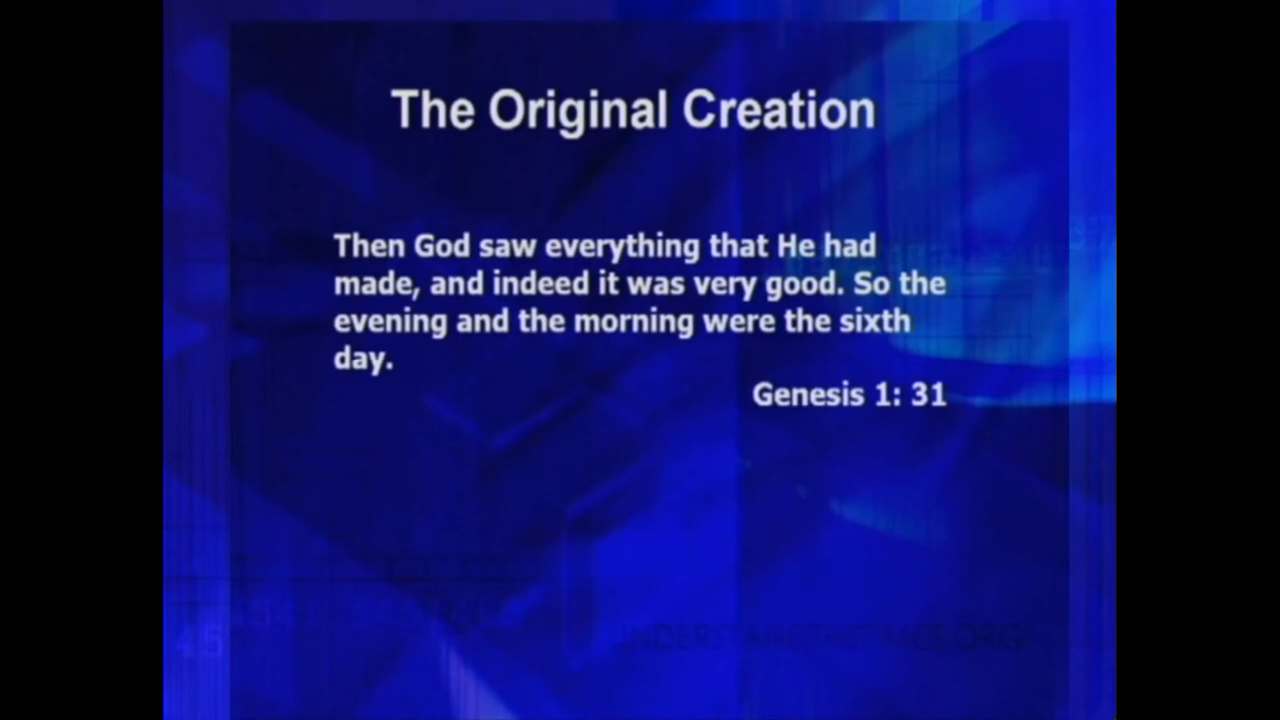 The Original Creation
Then God saw everything that He had
made, and indeed it was very good. So the
evening and the morning were the sixth
day.
Genesis 1: 31